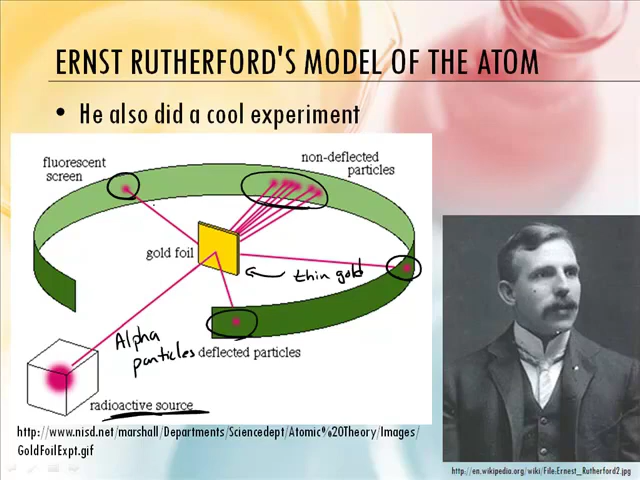 ERNST RUTHERFORD'S MODEL OF THE ATOM
• He also did a cool experiment
fluorescent
screen
non-deflected
particles
gold foil
thin gold
Alpha
particles
deflected particles
radioactive source
http://www.nisd.net/marshall/Departments/Sciencedept/Atomic%20Theory/Images/
GoldFoilExpt.gif
http://en.wikipedia.org/wiki/File:Ernest_Rutherford2.jpg